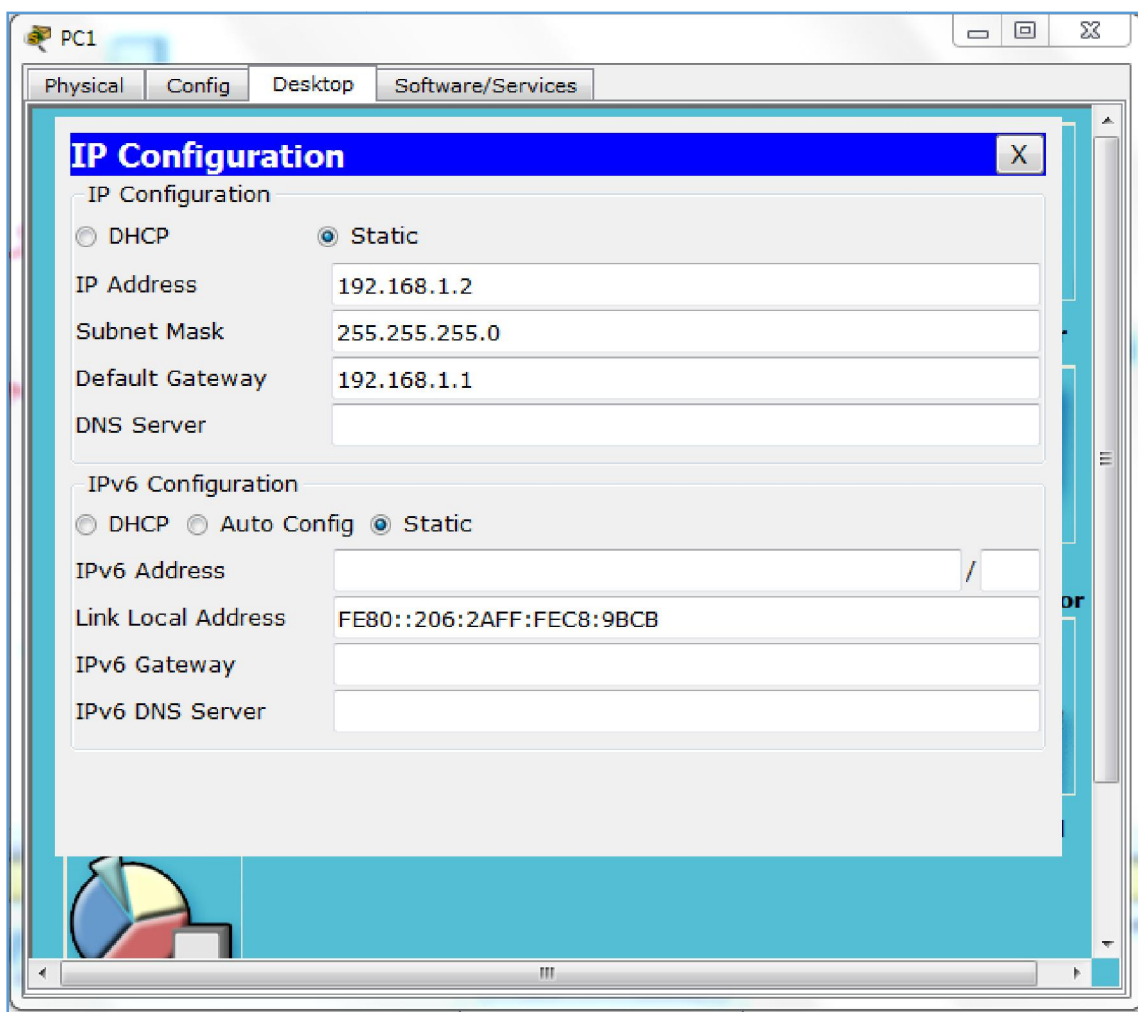 PC1
Physical Config Desktop Software/Services
IP Configuration X
IP Configuration
DHCP Static
IP Address 192.168.1.2
Subnet Mask 255.255.255.0
Default Gateway 192.168.1.1
DNS Server
IPv6 Configuration
DHCP Auto Config Static
IPv6 Address /
or
Link Local Address FE80::206:2AFF:FEC8:9BCB
IPv6 Gateway
IPv6 DNS Server